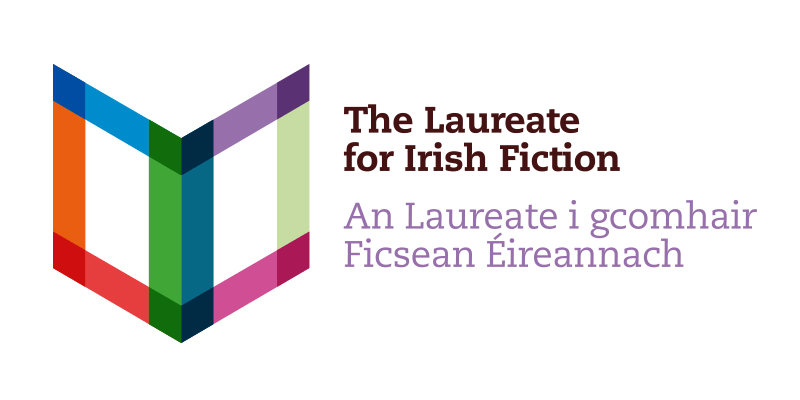 The Laureate
for Irish Fiction
An Laureate i gcomhair
Ficsean Éireannach